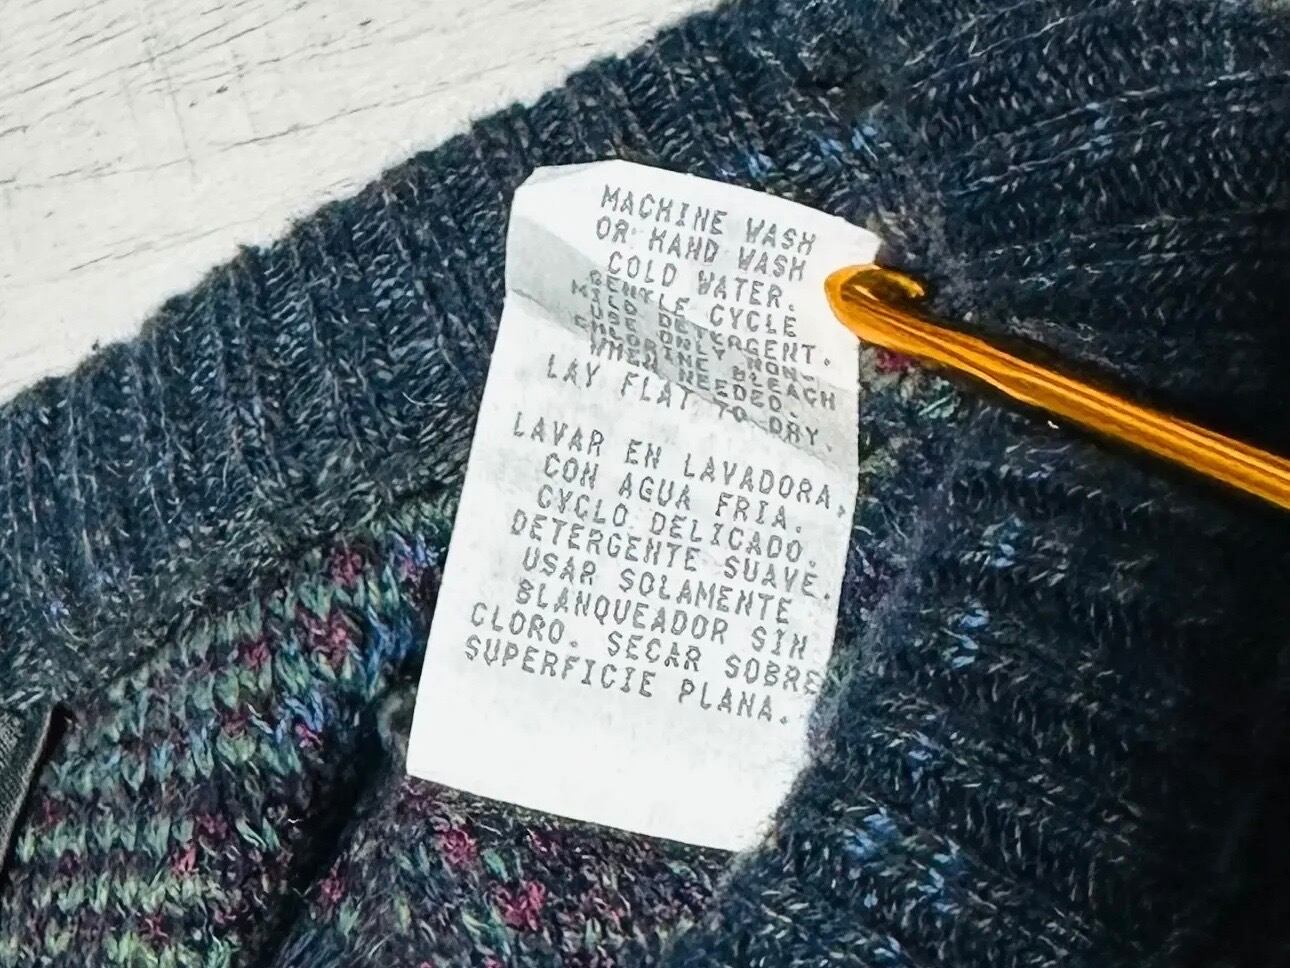 MACHINE WASH
OR HAND WASH
COLD WATER.
GENTLE CYCLE
MILD DETERGENT.
USE ONLY NON-
CHLORINE BLEACH
WHEN NEEDED.
LAY FLAT TO DRY.
LAVAR EN LAVADORA,
CON AGUA FRIA.
CYCLO DELICADO.
DETERGENTE SUAVE.
USAR SOLAMENTE
BLANQUEADOR SIN
CLORO. SECAR SOBRE
SUPERFICIE PLANA.